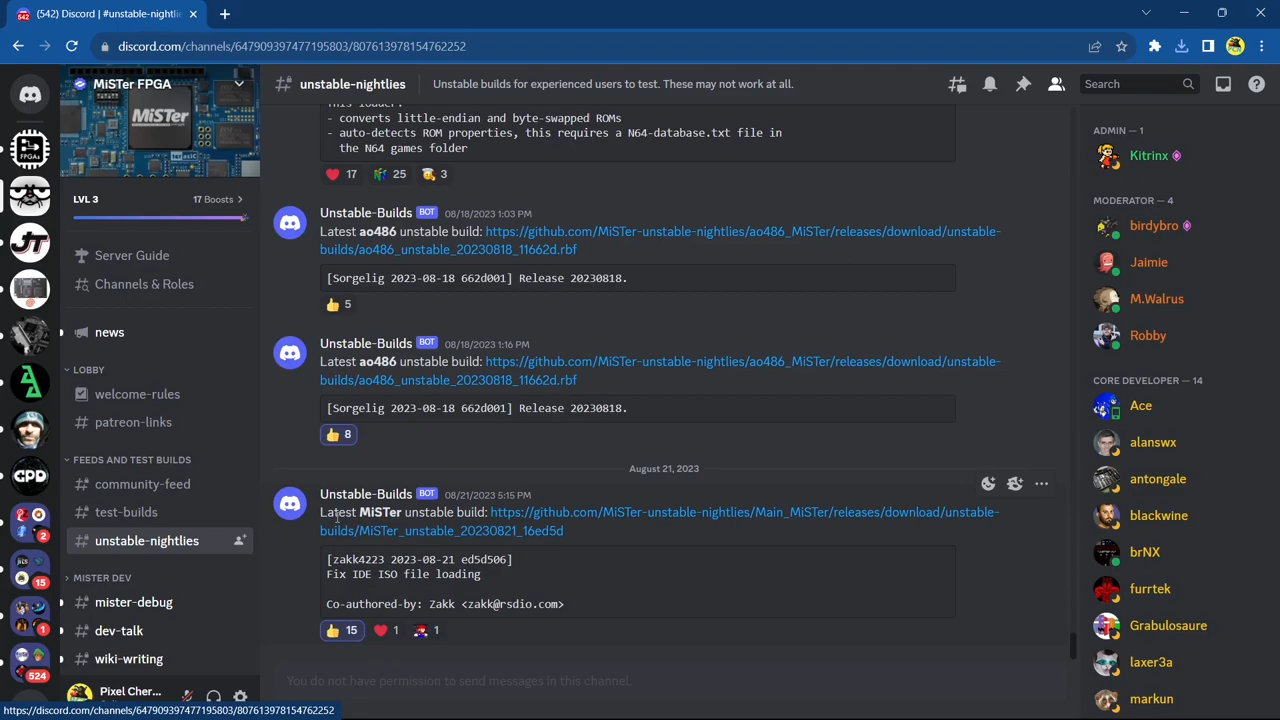 (542) Discord | #unstable-nightli
discord.com/channels/647909397477195803/807613978154762252
MiSTer FPGA
MiSTer
LVL 3
17 Boosts
Server Guide
Channels & Roles
news
LOBBY
welcome-rules
patreon-links
FEEDS AND TEST BUILDS
community-feed
test-builds
unstable-nightlies
MISTER DEV
mister-debug
dev-talk
wiki-writing
Pixel Cher...
2
15
1
524
FPGAs
JT
GPD
unstable-nightlies
Unstable builds for experienced users to test. These may not work at all.
Search
This loader:
- converts little-endian and byte-swapped ROMs
- auto-detects ROM properties, this requires a N64-database.txt file in
the N64 games folder
17 25 3
Unstable-Builds BOT 08/18/2023 1:03 PM
Latest ao486 unstable build: https://github.com/MiSTer-unstable-nightlies/ao486_MiSTer/releases/download/unstable-
builds/ao486_unstable_20230818_11662d.rbf
[Sorgelig 2023-08-18 662d001] Release 20230818.
5
Unstable-Builds BOT 08/18/2023 1:16 PM
Latest ao486 unstable build: https://github.com/MiSTer-unstable-nightlies/ao486_MiSTer/releases/download/unstable-
builds/ao486_unstable_20230818_11662d.rbf
[Sorgelig 2023-08-18 662d001] Release 20230818.
8
August 21, 2023
Unstable-Builds BOT 08/21/2023 5:15 PM
Latest MiSTer unstable build: https://github.com/MiSTer-unstable-nightlies/Main_MiSTer/releases/download/unstable-
builds/MiSTer_unstable_20230821_16ed5d
[zakk4223 2023-08-21 ed5d506]
Fix IDE ISO file loading
Co-authored-by: Zakk <zakk@rsdio.com>
15 1 1
You do not have permission to send messages in this channel.
ADMIN — 1
Kitrinx
MODERATOR — 4
birdybro
Jaimie
M.Walrus
Robby
CORE DEVELOPER — 14
Ace
alanswx
antongale
blackwine
brNX
furrtek
Grabulosaure
laxer3a
markun
https://discord.com/channels/647909397477195803/807613978154762252